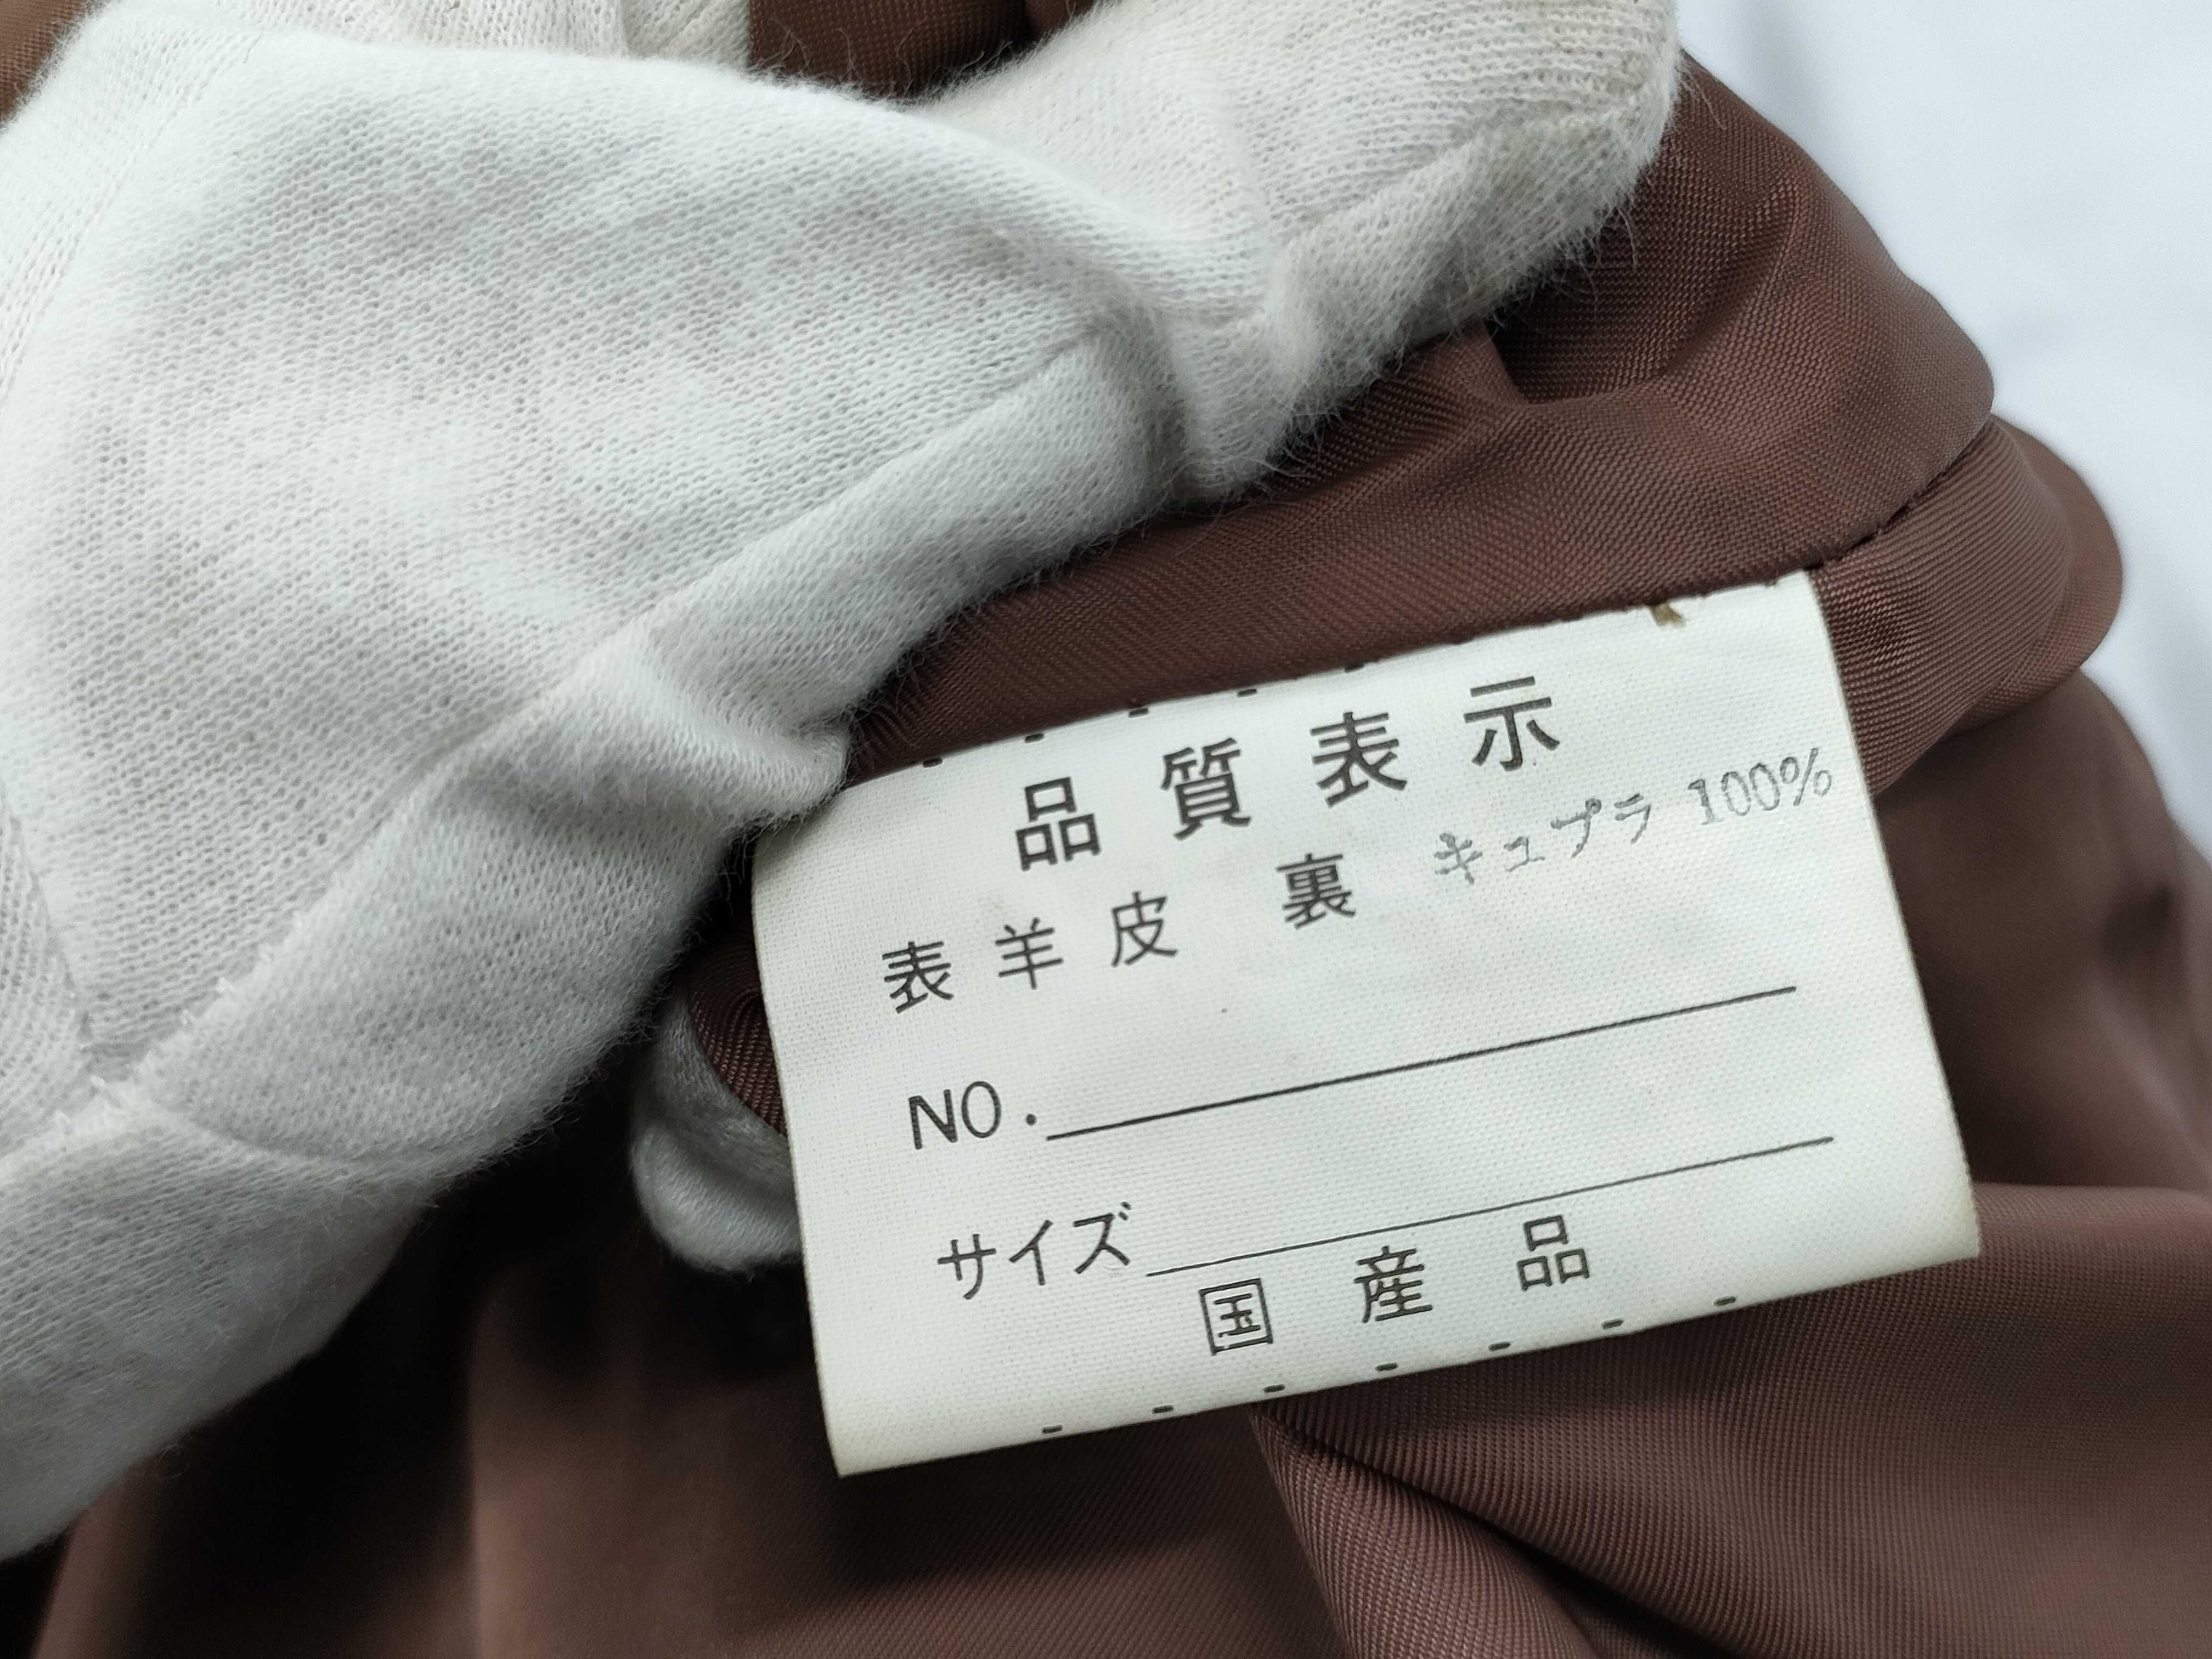 品質表示
表羊皮 裏 キュプラ 100%
NO.
サイズ
国産品